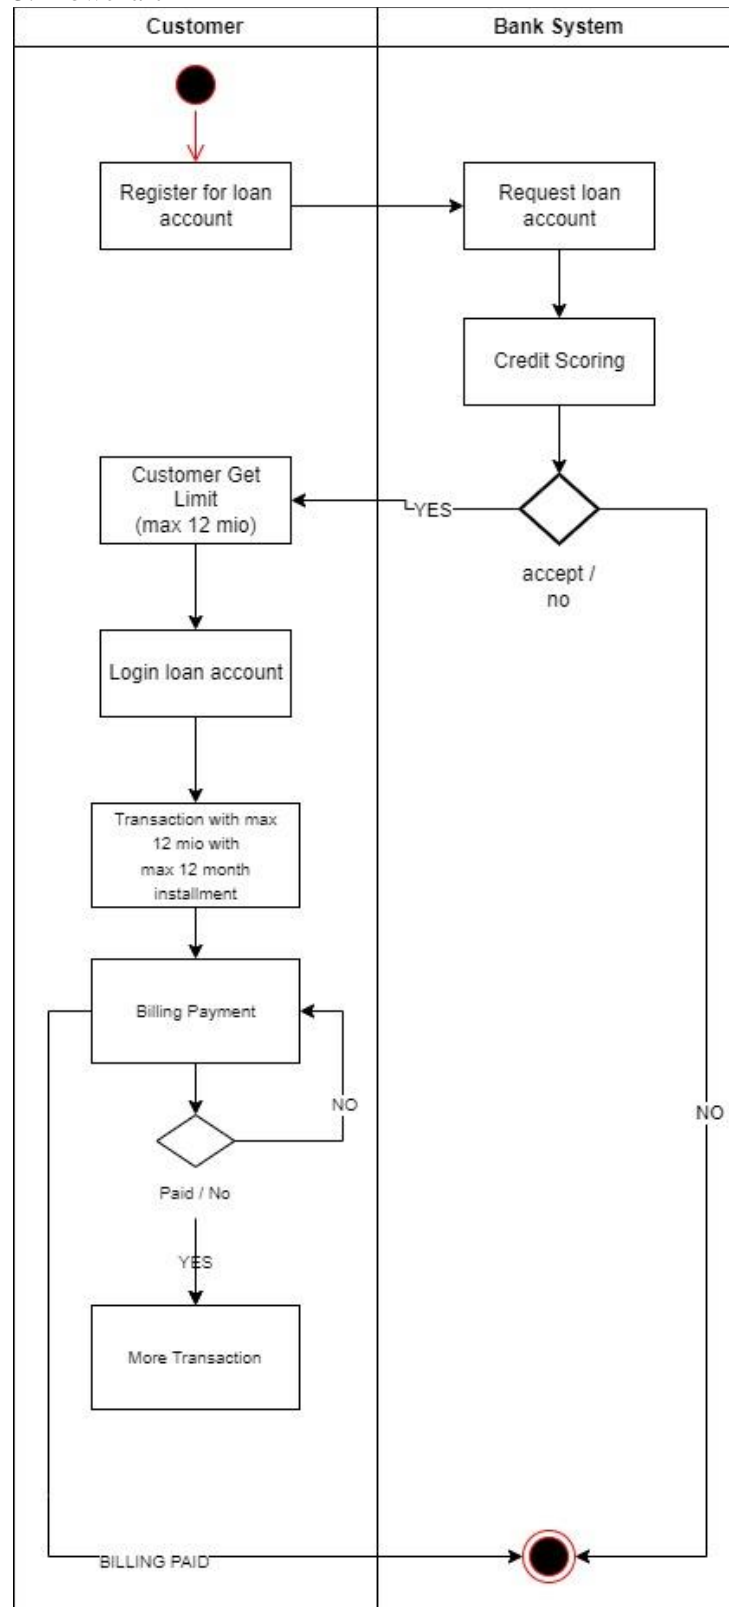 Customer
Bank System
Register for loan
account
Request loan
account
Credit Scoring
Customer Get
Limit
(max 12 mio)
YES
accept /
no
Login loan account
Transaction with max
12 mio with
max 12 month
installment
Billing Payment
NO
NO
Paid / No
YES
More Transaction
BILLING PAID